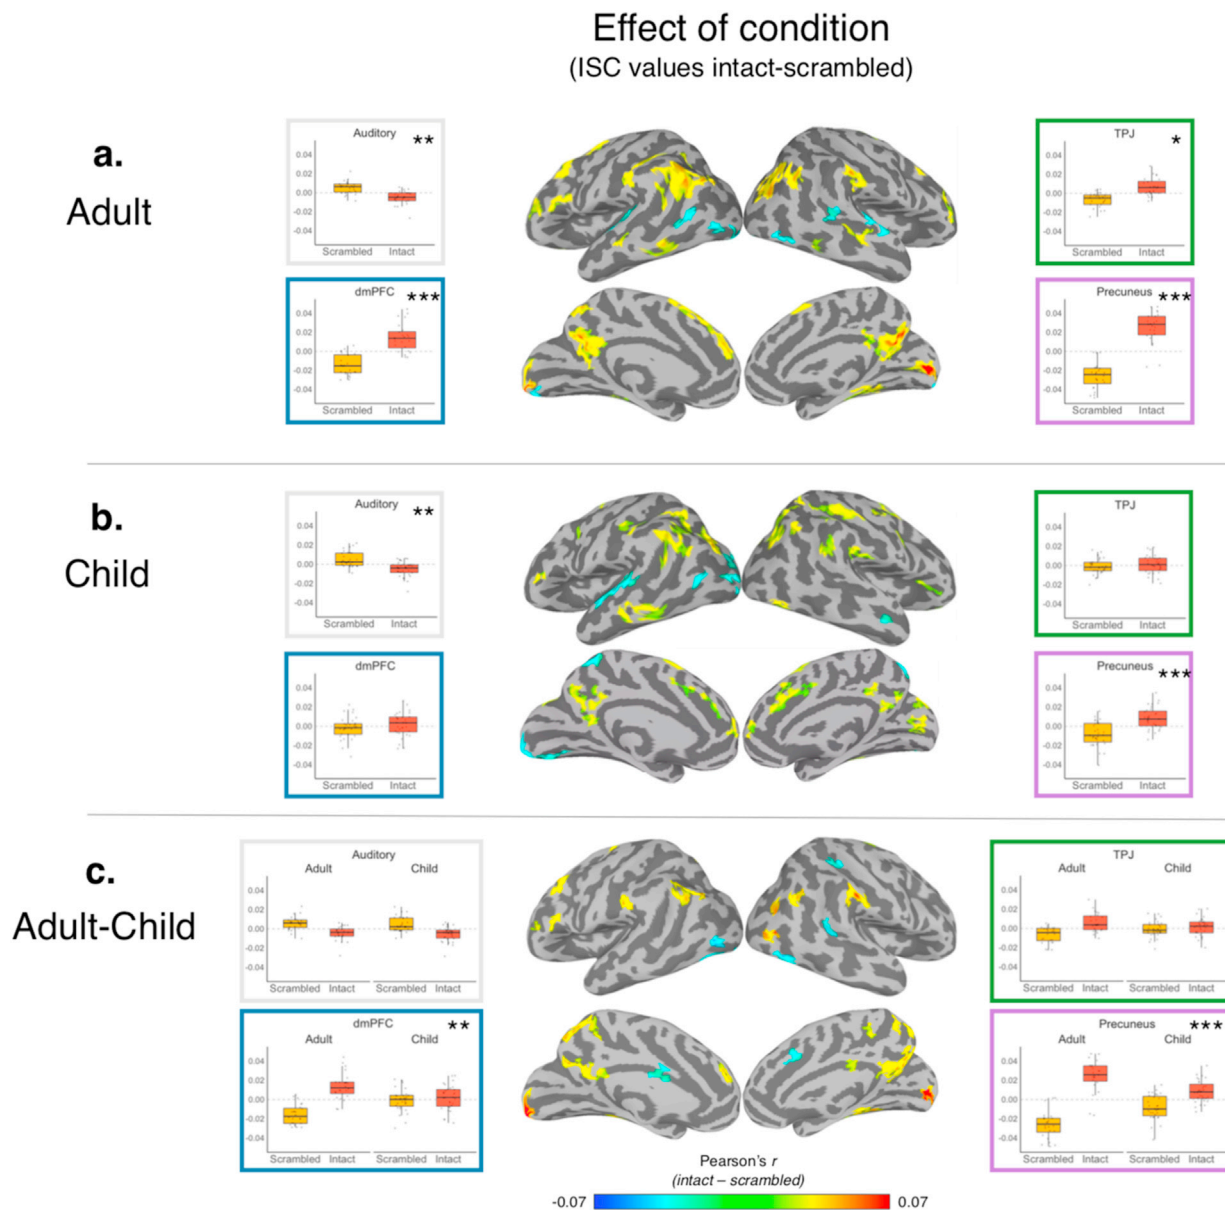 Effect of condition
(ISC values intact-scrambled)
a.
Adult
Auditory
**
0.04
0.02
0.00
-0.02
-0.04
Scrambled Intact
TPJ
*
0.04
0.02
0.00
-0.02
-0.04
Scrambled Intact
dmPFC
***
0.04
0.02
0.00
-0.02
-0.04
Scrambled Intact
Precuneus
***
0.04
0.02
0.00
-0.02
-0.04
Scrambled Intact
b.
Child
Auditory
**
0.04
0.02
0.00
-0.02
-0.04
Scrambled Intact
TPJ
0.04
0.02
0.00
-0.02
-0.04
Scrambled Intact
dmPFC
0.04
0.02
0.00
-0.02
-0.04
Scrambled Intact
Precuneus
***
0.04
0.02
0.00
-0.02
-0.04
Scrambled Intact
c.
Adult-Child
Auditory
Adult Child
0.04
0.02
0.00
-0.02
-0.04
Scrambled Intact Scrambled Intact
TPJ
Adult Child
0.04
0.02
0.00
-0.02
-0.04
Scrambled Intact Scrambled Intact
dmPFC
**
Adult Child
0.04
0.02
0.00
-0.02
-0.04
Scrambled Intact Scrambled Intact
Precuneus
***
Adult Child
0.04
0.02
0.00
-0.02
-0.04
Scrambled Intact Scrambled Intact
Pearson's r
(intact – scrambled)
-0.07 0.07